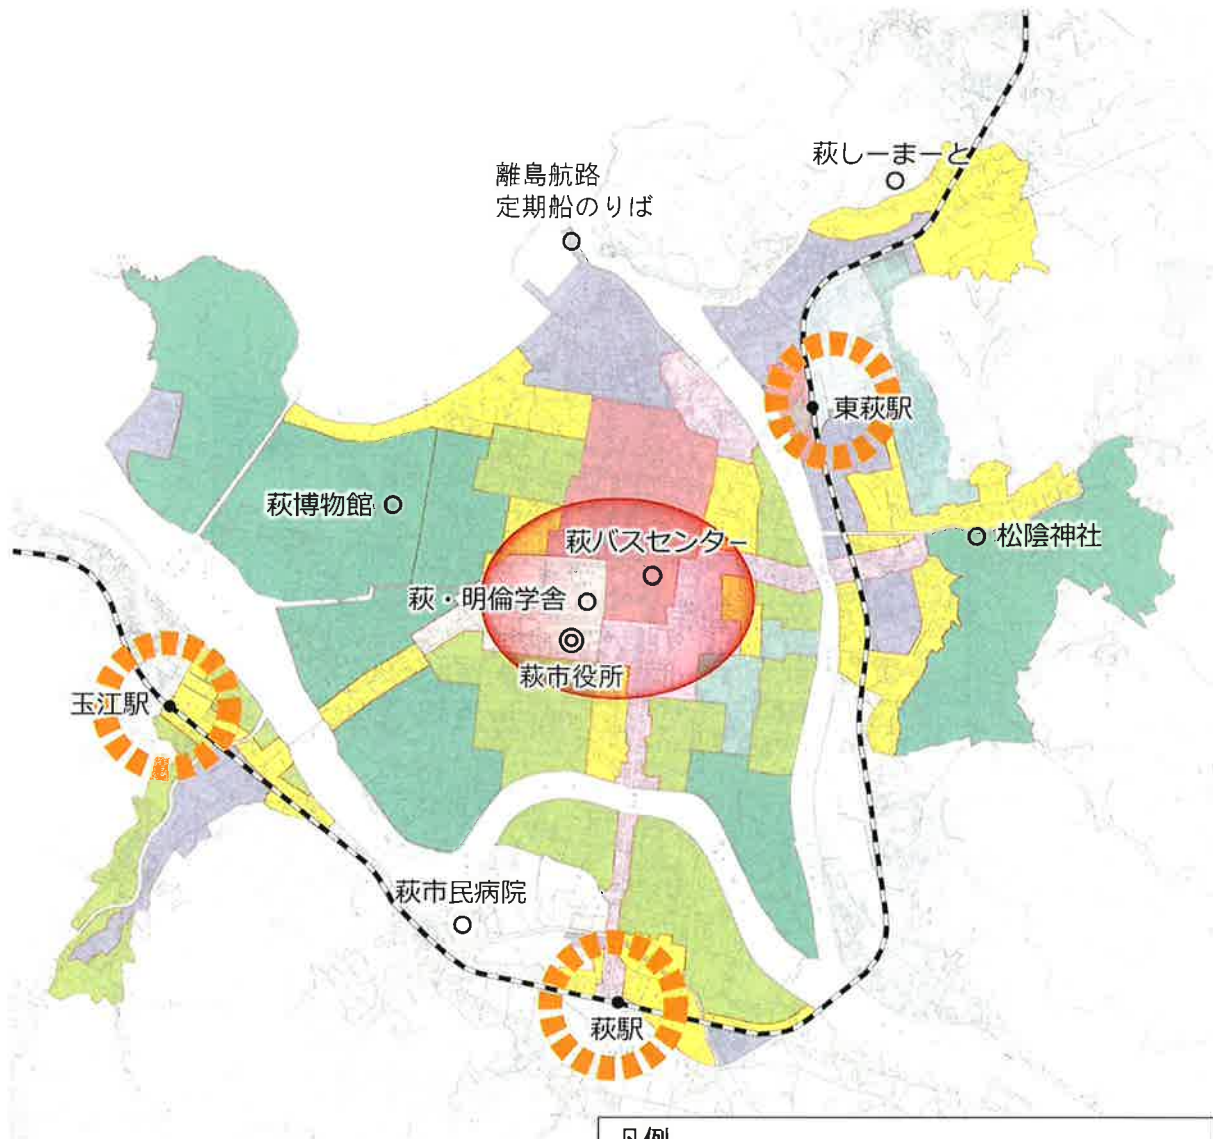 萩しーまーと
離島航路
定期船のりば
東萩駅
萩博物館
松陰神社
萩バスセンター
萩・明倫学舎
萩市役所
玉江駅
萩市民病院
萩駅
凡例